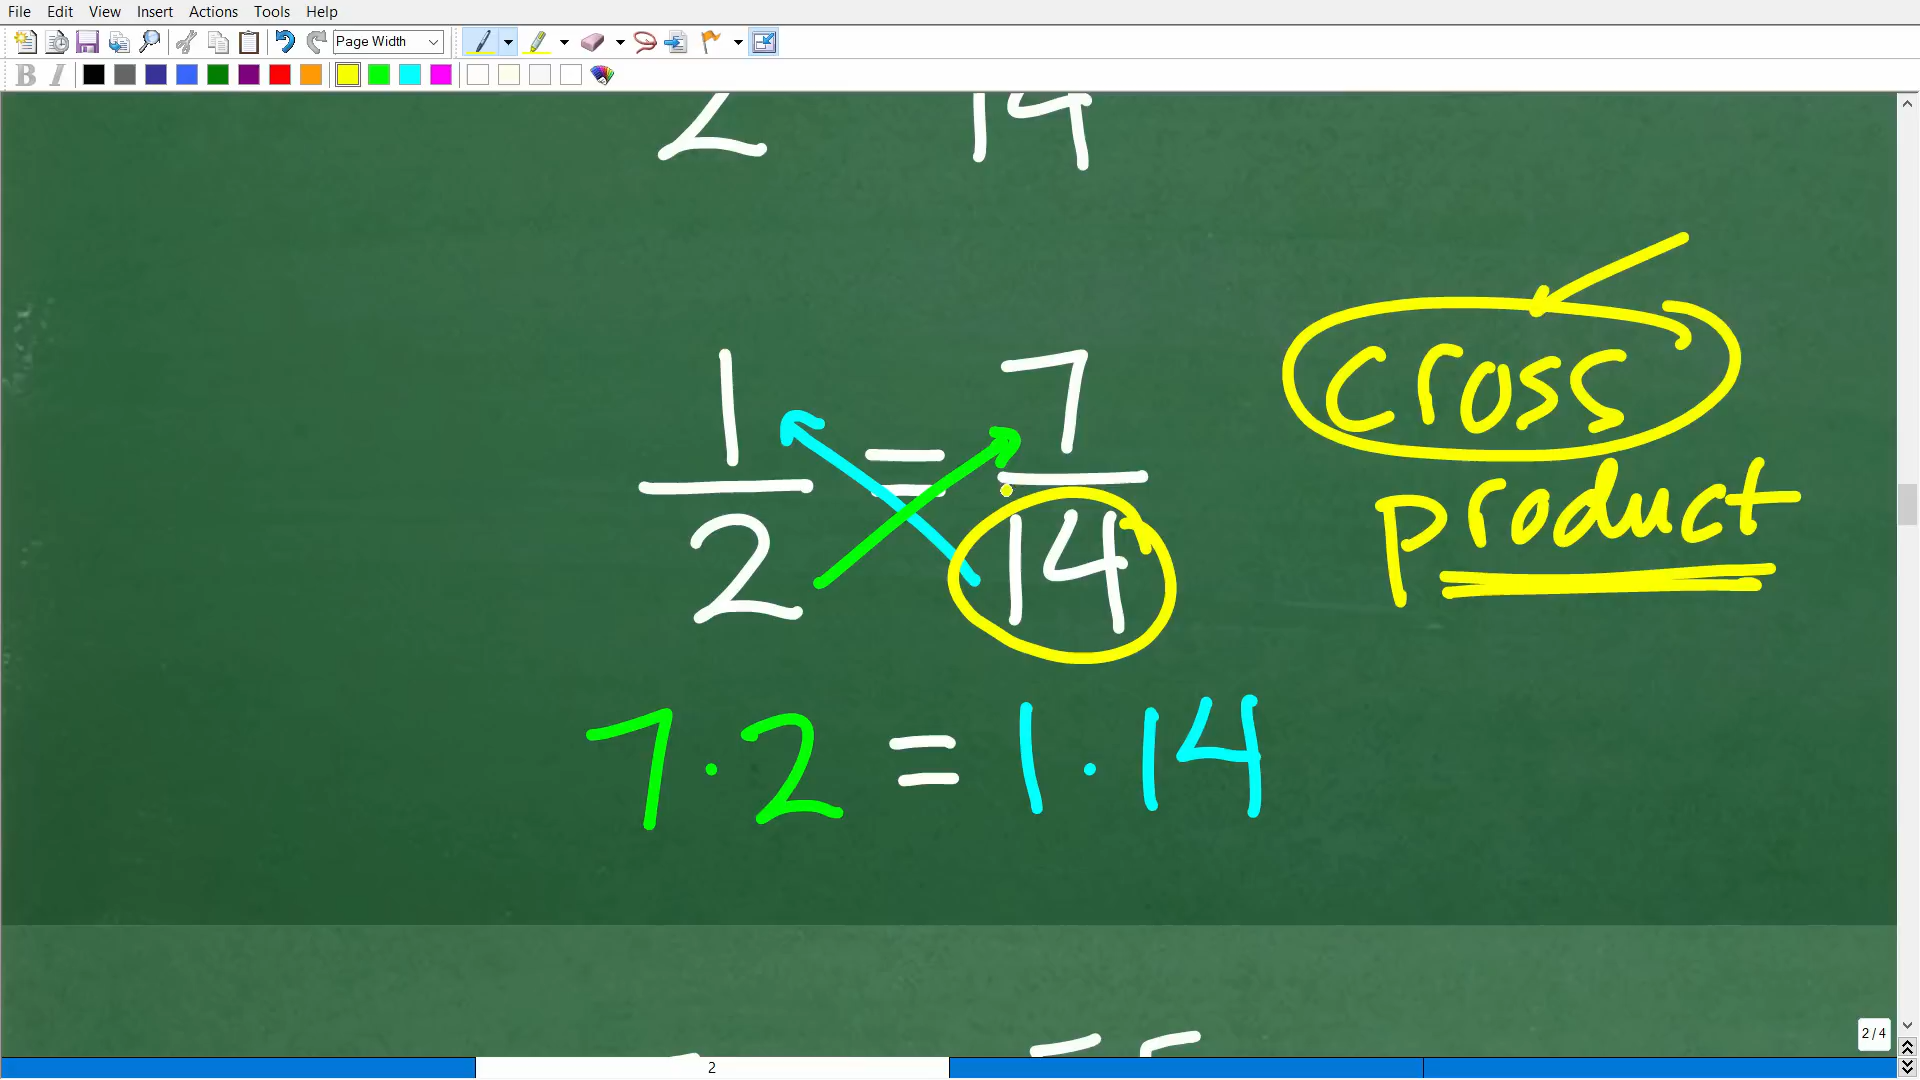 File Edit View Insert Actions Tools Help
Page Width
B I
2 14
1 = 7
2 14
cross
product
7 · 2 = 1 · 14
2/4
2